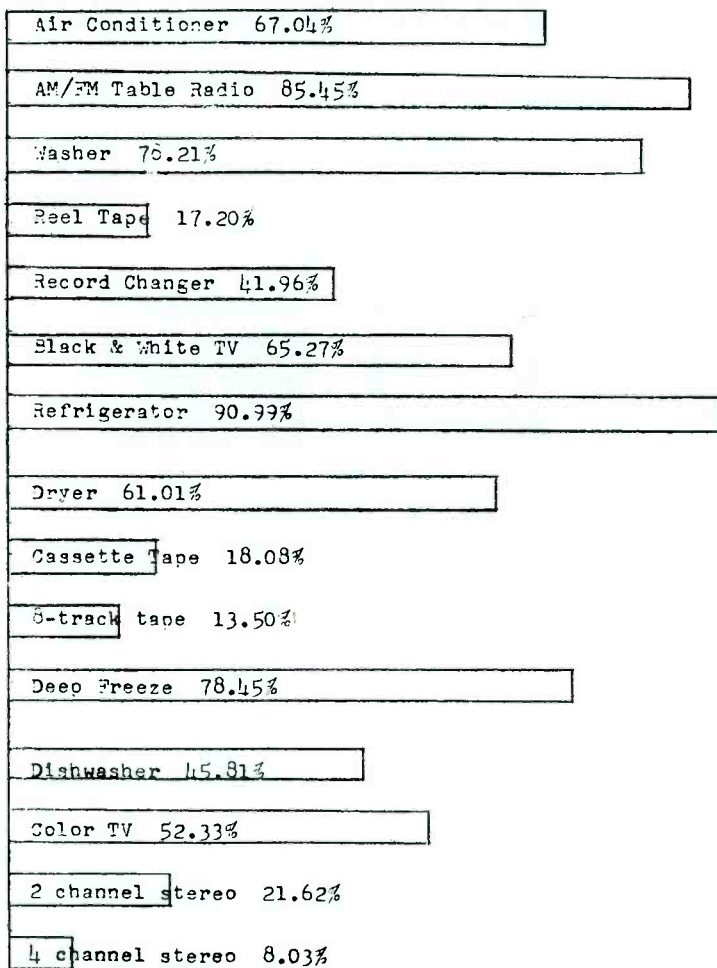 Air Conditioner 67.04%
AM/FM Table Radio 85.45%
Washer
Reel Tape 17.20%
Record Changer 41.96%
Black & White TV 65.27%
Refrigerator 90.99%
Dryer 61.01%
Cassette Tape 18.08%
8-track tape 13.50%
Deep Freeze 78.45%
Dishwasher 45.81%
Color TV 52.33%
2 channel stereo 21.62%
4 channel stereo 8.03%